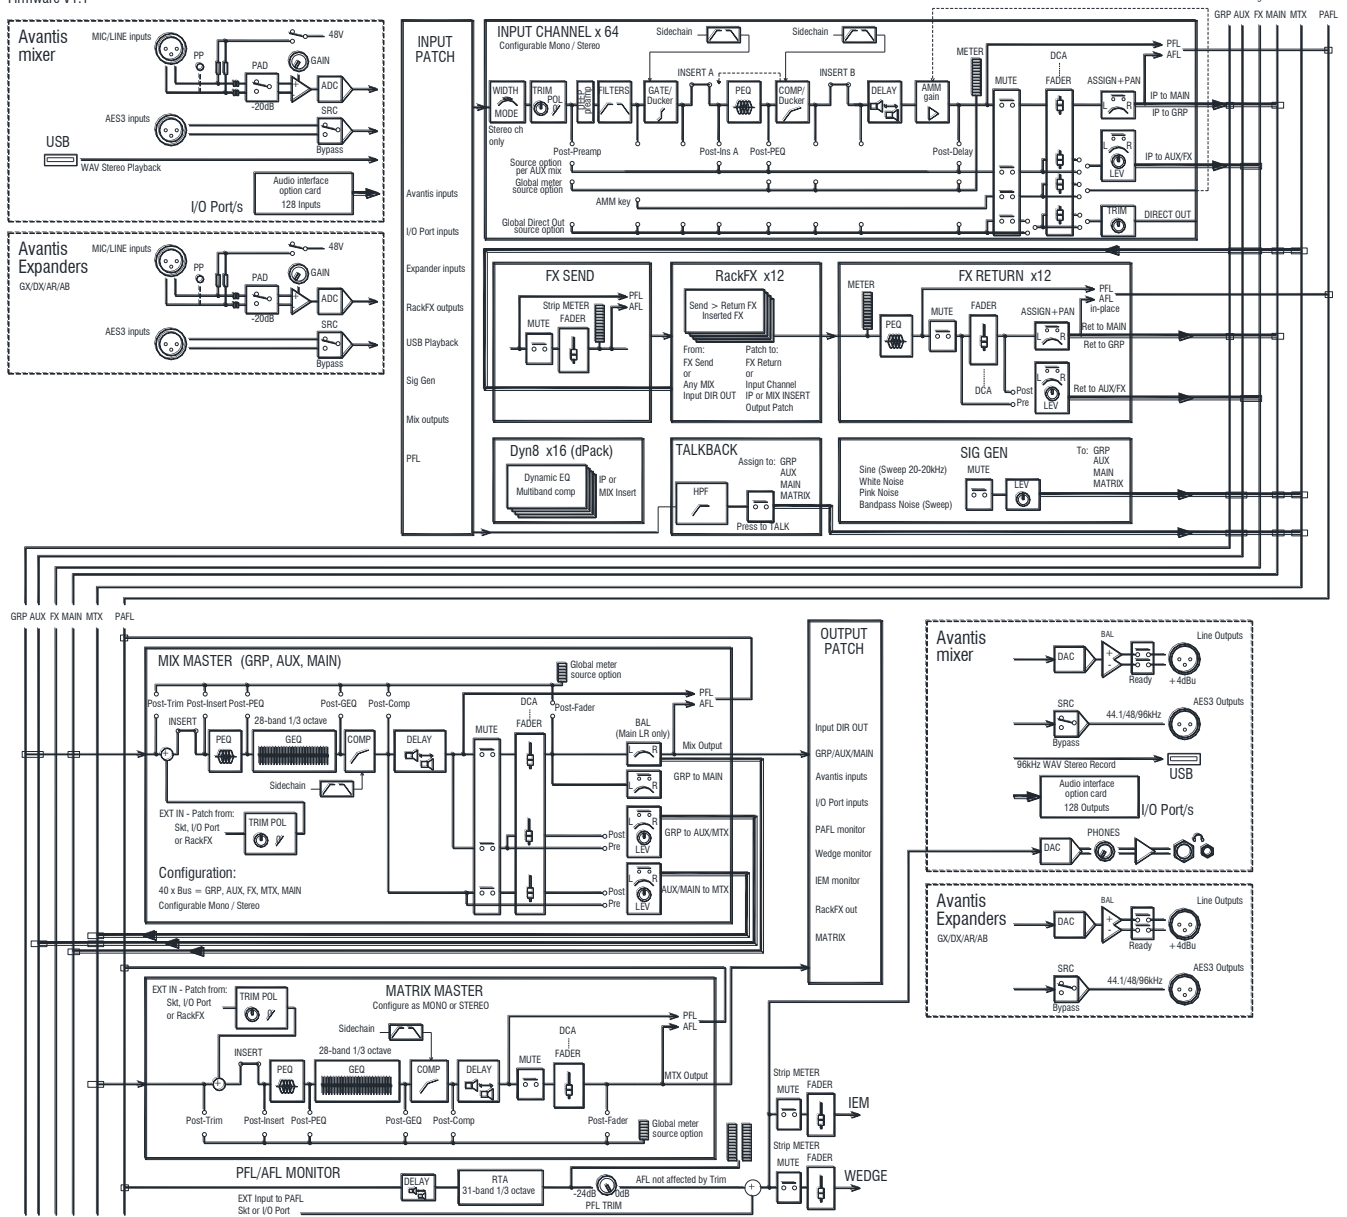 GRP AUX FX MAIN MTX PAFL
Avantis mixer
MIC/LINE inputs
PP
48V
GAIN
PAD
-20dB
ADC
SRC
AES3 inputs
Bypass
USB
WAV Stereo Playback
Audio interface
option card
128 Inputs
I/O Port/s
Avantis Expanders
GX/DX/AR/AB
MIC/LINE inputs
PP
48V
GAIN
PAD
-20dB
ADC
SRC
AES3 inputs
Bypass
INPUT PATCH
Avantis inputs
I/O Port inputs
Expander inputs
RackFX outputs
USB Playback
Sig Gen
Mix outputs
PFL
INPUT CHANNEL x 64
Configurable Mono / Stereo
Sidechain
Sidechain
METER
PFL
AFL
DCA
INSERT A
INSERT B
MUTE
FADER
ASSIGN+PAN
WIDTH
MODE
TRIM
POL
FILTERS
GATE/
Ducker
PEQ
COMP/
Ducker
DELAY
AMM
gain
L R
IP to MAIN
IP to GRP
Stereo ch
only
Post-Preamp
Post-Ins A
Post-PEQ
Post-Delay
L R
LEV
IP to AUX/FX
Source option
per AUX mix
Global meter
source option
AMM key
Global Direct Out
source option
TRIM
DIRECT OUT
FX SEND
Strip METER
MUTE
FADER
PFL
AFL
RackFX x12
Send > Return FX
Inserted FX
From:
FX Send
or
Any MIX
Input DIR OUT
Patch to:
FX Return
or
Input Channel
IP or MIX INSERT
Output Patch
FX RETURN x12
METER
PEQ
MUTE
FADER
DCA
ASSIGN+PAN
PFL
AFL
in-place
L R
Ret to MAIN
Ret to GRP
L R
LEV
Ret to AUX/FX
Post
Pre
Dyn8 x16 (dPack)
Dynamic EQ
Multiband comp
IP or
MIX Insert
TALKBACK
Assign to: GRP
AUX
MAIN
MATRIX
HPF
Press to TALK
SIG GEN
Sine (Sweep 20-20kHz)
White Noise
Pink Noise
Bandpass Noise (Sweep)
MUTE
LEV
To: GRP
AUX
MAIN
MATRIX
GRP AUX FX MAIN MTX PAFL
MIX MASTER (GRP, AUX, MAIN)
Global meter
source option
Post-Trim Post-Insert Post-PEQ
Post-GEQ
Post-Comp
Post-Fader
INSERT
28-band 1/3 octave
PEQ
GEQ
COMP
DELAY
Sidechain
MUTE
DCA
FADER
PFL
AFL
BAL
(Main LR only)
L R
Mix Output
L R
GRP to MAIN
L R
LEV
GRP to AUX/MTX
Post
Pre
L R
LEV
AUX/MAIN to MTX
Post
Pre
EXT IN - Patch from:
Skt, I/O Port
or RackFX
TRIM POL
Configuration:
40 x Bus = GRP, AUX, FX, MTX, MAIN
Configurable Mono / Stereo
MATRIX MASTER
Configure as MONO or STEREO
EXT IN - Patch from:
Skt, I/O Port
or RackFX
TRIM POL
Sidechain
INSERT
28-band 1/3 octave
PEQ
GEQ
COMP
DELAY
MUTE
DCA
FADER
PFL
AFL
MTX Output
Post-Trim
Post-Insert
Post-PEQ
Post-GEQ
Post-Comp
Post-Fader
Global meter
source option
PFL/AFL MONITOR
DELAY
RTA
31-band 1/3 octave
-24dB
0dB
PFL TRIM
AFL not affected by Trim
EXT Input to PAFL
Skt or I/O Port
Strip METER
MUTE
FADER
IEM
Strip METER
MUTE
FADER
WEDGE
OUTPUT PATCH
Input DIR OUT
GRP/AUX/MAIN
Avantis inputs
I/O Port inputs
PAFL monitor
Wedge monitor
IEM monitor
RackFX out
MATRIX
Avantis mixer
DAC
BAL
Ready
Line Outputs
+4dBu
SRC
Bypass
44.1/48/96kHz
AES3 Outputs
96kHz WAV Stereo Record
USB
Audio interface
option card
128 Outputs
I/O Port/s
DAC
PHONES
Avantis Expanders
GX/DX/AR/AB
DAC
BAL
Ready
Line Outputs
+4dBu
SRC
Bypass
44.1/48/96kHz
AES3 Outputs